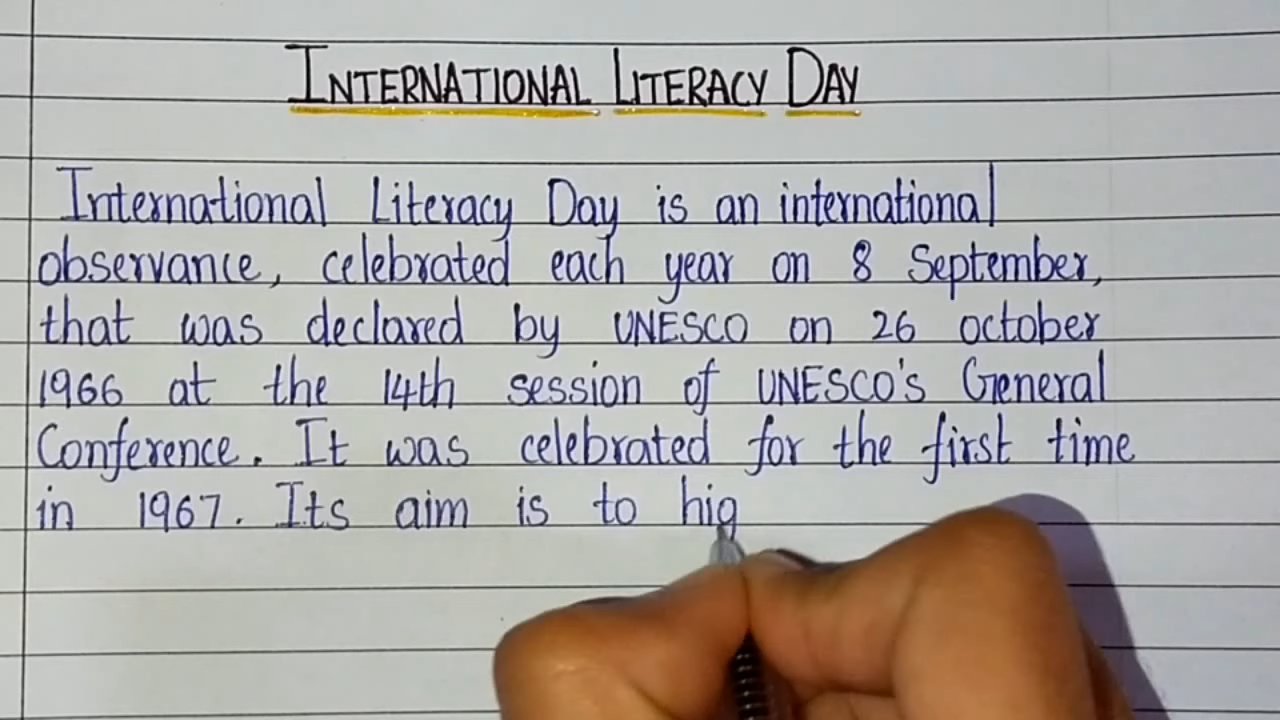 INTERNATIONAL LITERACY DAY
International Literacy Day is an international
observance, celebrated each year on 8 September,
that was declared by UNESCO on 26 october
1966 at the 14th session of UNESCO's General
Conference. It was celebrated for the first time
in 1967. Its aim is to hig